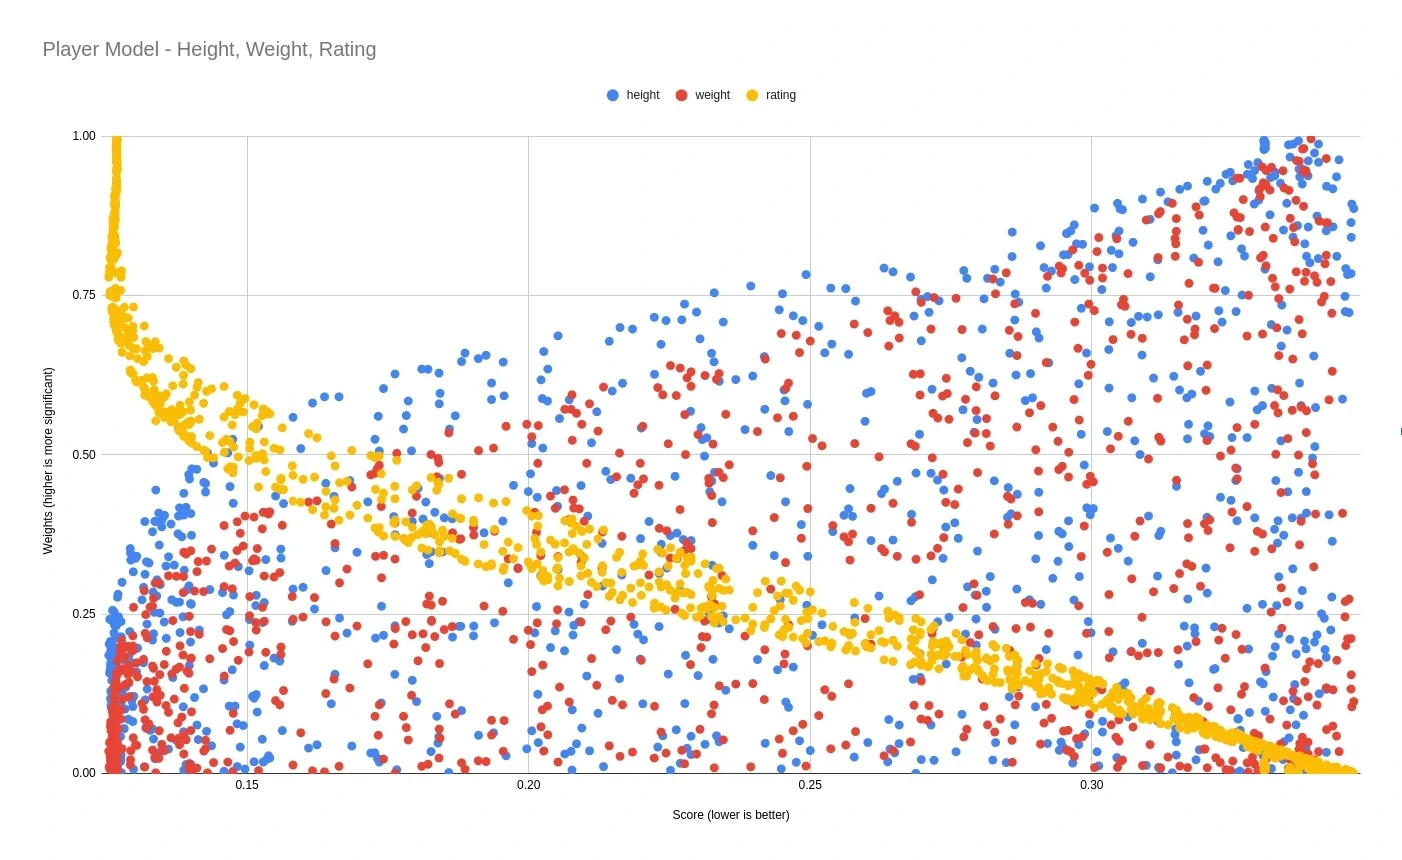 Player Model - Height, Weight, Rating
height weight rating
1.00
0.75
0.50
0.25
0.00
Weights (higher is more significant)
0.15 0.20 0.25 0.30
Score (lower is better)